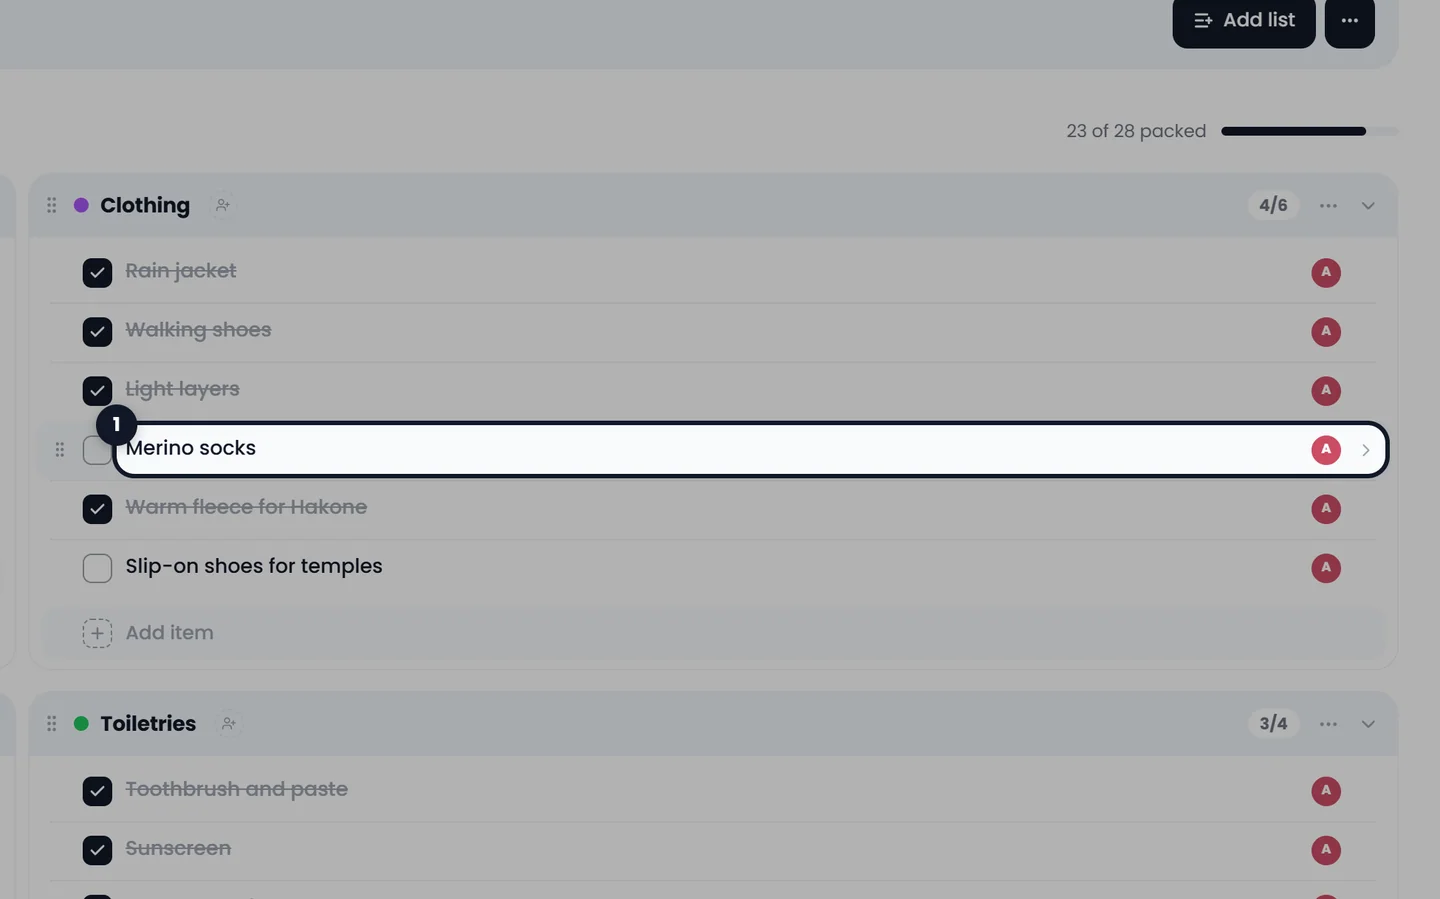 Add list
23 of 28 packed
Clothing
4/6
Rain jacket
A
Walking shoes
A
Light layers
A
1
Merino socks
A
Warm fleece for Hakone
A
Slip-on shoes for temples
A
Add item
Toiletries
3/4
Toothbrush and paste
A
Sunscreen
A